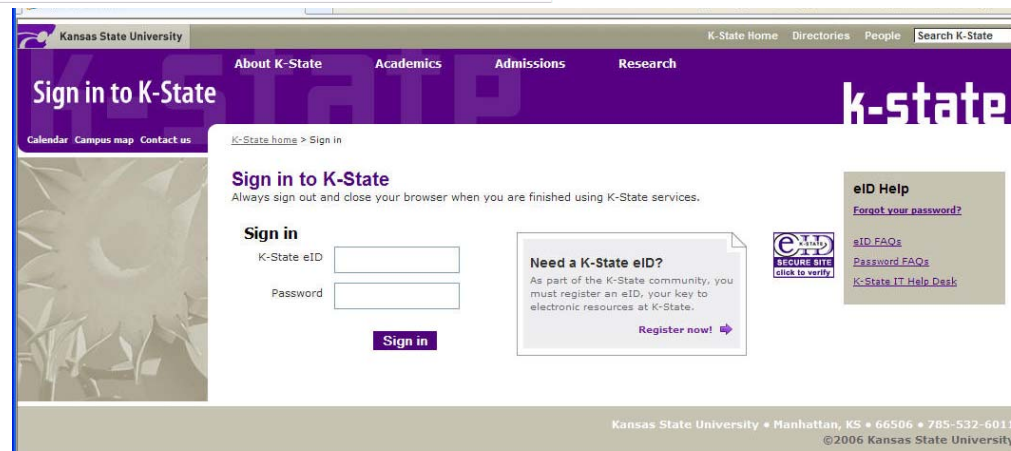 Kansas State University
K-State Home Directories People Search K-State
About K-State Academics Admissions Research
Sign in to K-State
k-state
Calendar Campus map Contact us
K-State home > Sign in
Sign in to K-State
Always sign out and close your browser when you are finished using K-State services.
Sign in
K-State eID
Password
Sign in
Need a K-State eID?
As part of the K-State community, you
must register an eID, your key to
electronic resources at K-State.
Register now!
eID
K-STATE
SECURE SITE
click to verify
eID Help
Forgot your password?
eID FAQs
Password FAQs
K-State IT Help Desk
Kansas State University • Manhattan, KS • 66506 • 785-532-6011
©2006 Kansas State University